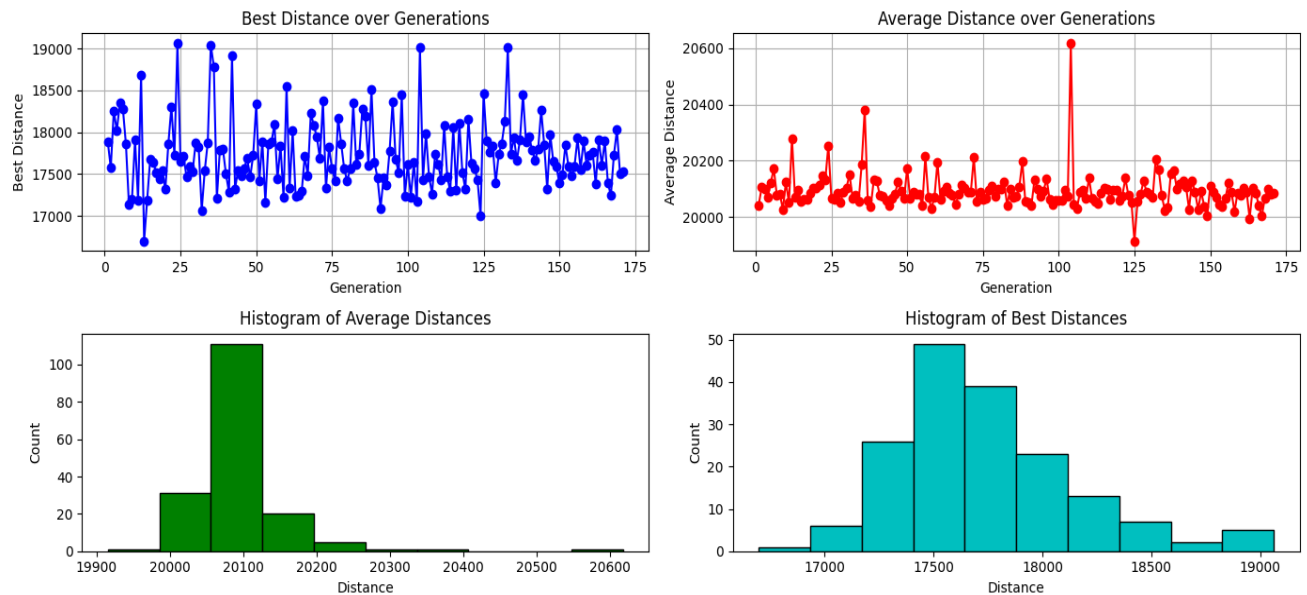 Best Distance over Generations
19000
18500
18000
17500
17000
Best Distance
0 25 50 75 100 125 150 175
Generation
Average Distance over Generations
20600
20400
20200
20000
Average Distance
0 25 50 75 100 125 150 175
Generation
Histogram of Average Distances
100
80
60
40
20
0
Count
19900 20000 20100 20200 20300 20400 20500 20600
Distance
Histogram of Best Distances
50
40
30
20
10
0
Count
17000 17500 18000 18500 19000
Distance